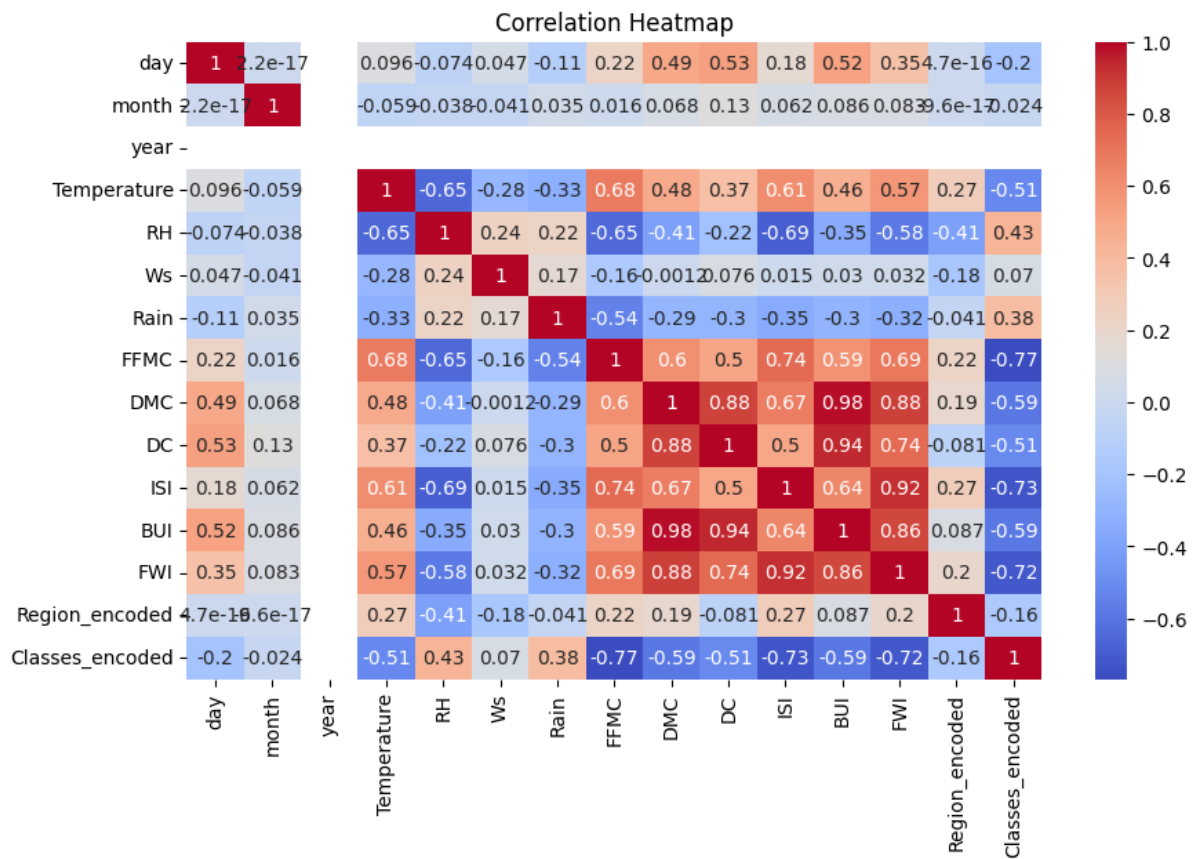 Correlation Heatmap
day 1 2.2e-17 0.096 -0.074 0.047 -0.11 0.22 0.49 0.53 0.18 0.52 0.35 4.7e-16 -0.2
month 2.2e-17 1 -0.059 -0.038 -0.041 0.035 0.016 0.068 0.13 0.062 0.086 0.083 9.6e-17 -0.024
year
Temperature 0.096 -0.059 1 -0.65 -0.28 -0.33 0.68 0.48 0.37 0.61 0.46 0.57 0.27 -0.51
RH -0.074 -0.038 -0.65 1 0.24 0.22 -0.65 -0.41 -0.22 -0.69 -0.35 -0.58 -0.41 0.43
Ws 0.047 -0.041 -0.28 0.24 1 0.17 -0.16 -0.0012 0.076 0.015 0.03 0.032 -0.18 0.07
Rain -0.11 0.035 -0.33 0.22 0.17 1 -0.54 -0.29 -0.3 -0.35 -0.3 -0.32 -0.041 0.38
FFMC 0.22 0.016 0.68 -0.65 -0.16 -0.54 1 0.6 0.5 0.74 0.59 0.69 0.22 -0.77
DMC 0.49 0.068 0.48 -0.41 -0.0012 -0.29 0.6 1 0.88 0.67 0.98 0.88 0.19 -0.59
DC 0.53 0.13 0.37 -0.22 0.076 -0.3 0.5 0.88 1 0.5 0.94 0.74 -0.081 -0.51
ISI 0.18 0.062 0.61 -0.69 0.015 -0.35 0.74 0.67 0.5 1 0.64 0.92 0.27 -0.73
BUI 0.52 0.086 0.46 -0.35 0.03 -0.3 0.59 0.98 0.94 0.64 1 0.86 0.087 -0.59
FWI 0.35 0.083 0.57 -0.58 0.032 -0.32 0.69 0.88 0.74 0.92 0.86 1 0.2 -0.72
Region_encoded 0.27 -0.41 -0.18 -0.041 0.22 0.19 -0.081 0.27 0.087 0.2 1 -0.16
Classes_encoded -0.2 -0.024 -0.51 0.43 0.07 0.38 -0.77 -0.59 -0.51 -0.73 -0.59 -0.72 -0.16 1
day month year Temperature RH Ws Rain FFMC DMC DC ISI BUI FWI Region_encoded Classes_encoded
1.0
0.8
0.6
0.4
0.2
0.0
-0.2
-0.4
-0.6